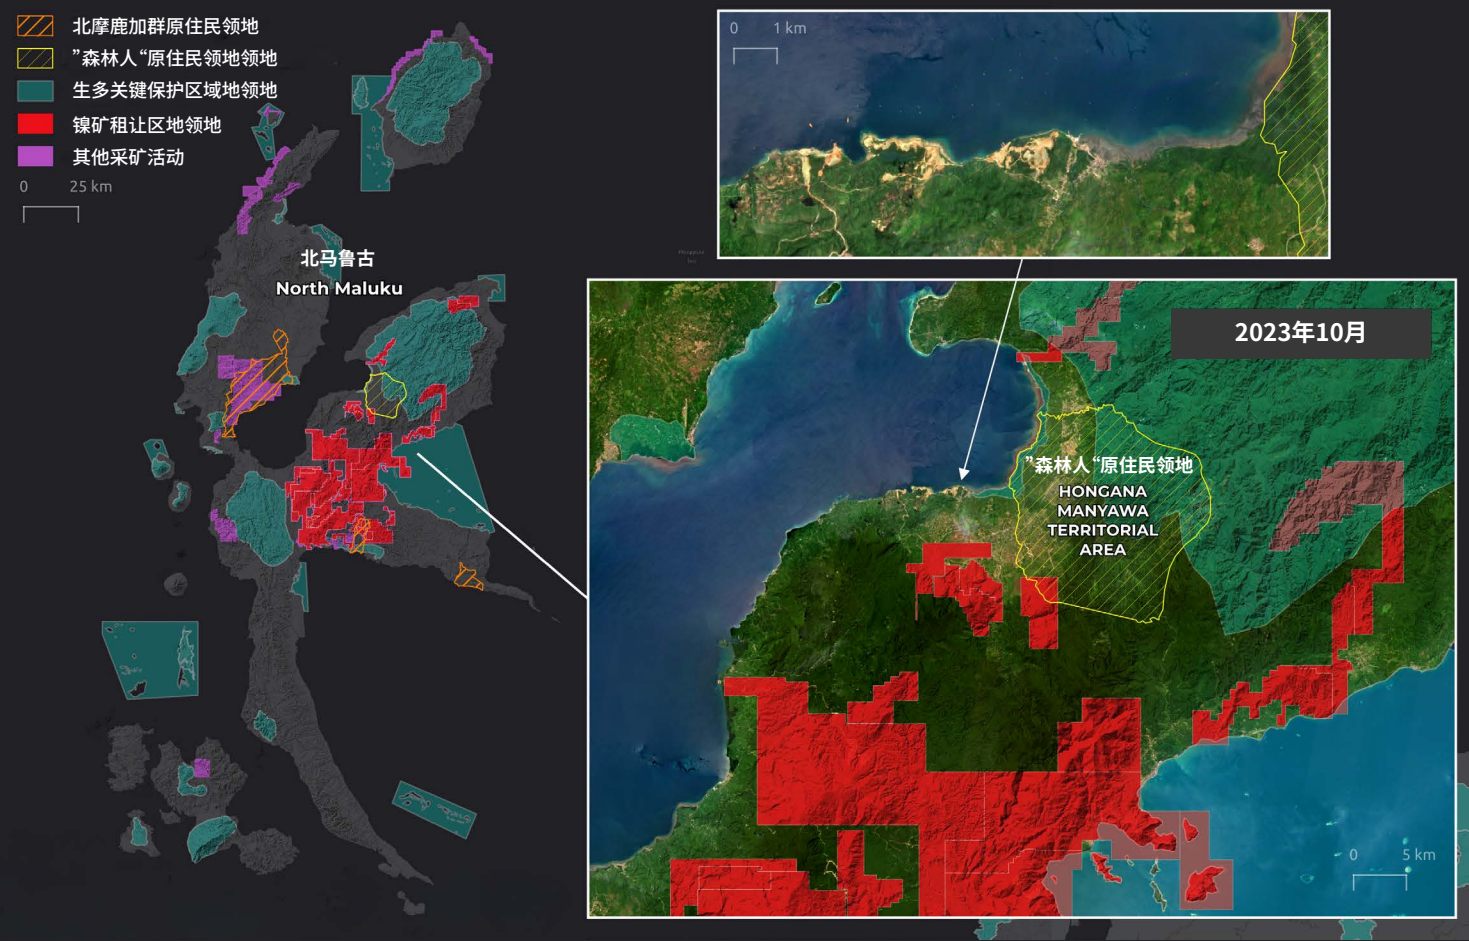 北摩鹿加群原住民领地
”森林人“原住民领地领地
生多关键保护区域地领地
镍矿租让区地领地
其他采矿活动
0 25 km
北马鲁古
North Maluku
0 1 km
2023年10月
”森林人“原住民领地
HONGANA
MANYAWA
TERRITORIAL
AREA
0 5 km